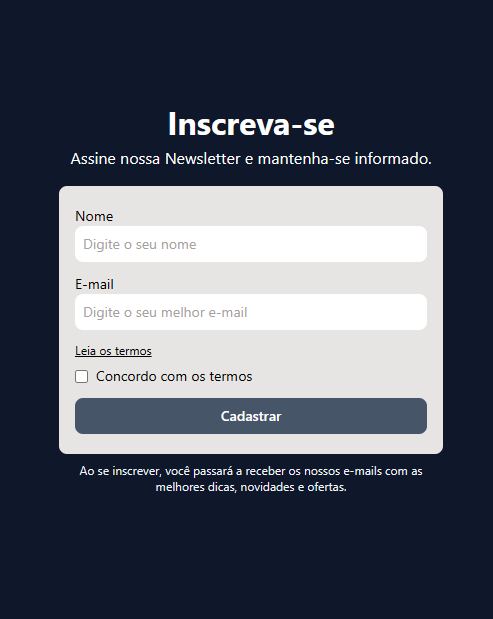 Inscreva-se
Assine nossa Newsletter e mantenha-se informado.
Nome
Digite o seu nome
E-mail
Digite o seu melhor e-mail
Leia os termos
Concordo com os termos
Cadastrar
Ao se inscrever, você passará a receber os nossos e-mails com as
melhores dicas, novidades e ofertas.